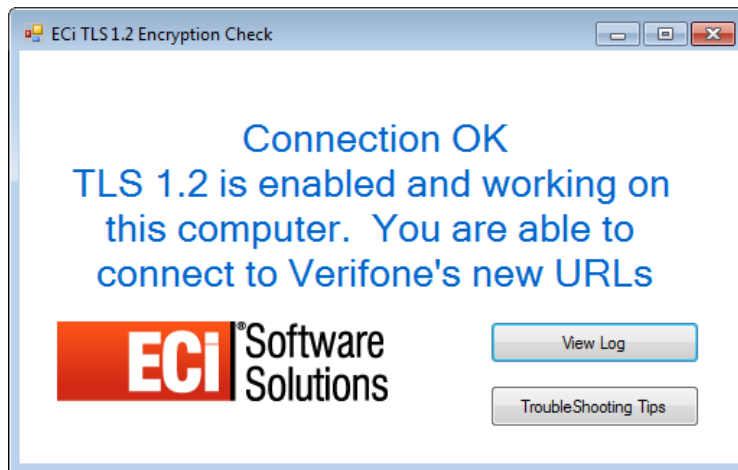 ECi TLS 1.2 Encryption Check
Connection OK
TLS 1.2 is enabled and working on
this computer.  You are able to
connect to Verifone's new URLs
ECi®Software
Solutions
View Log
TroubleShooting Tips